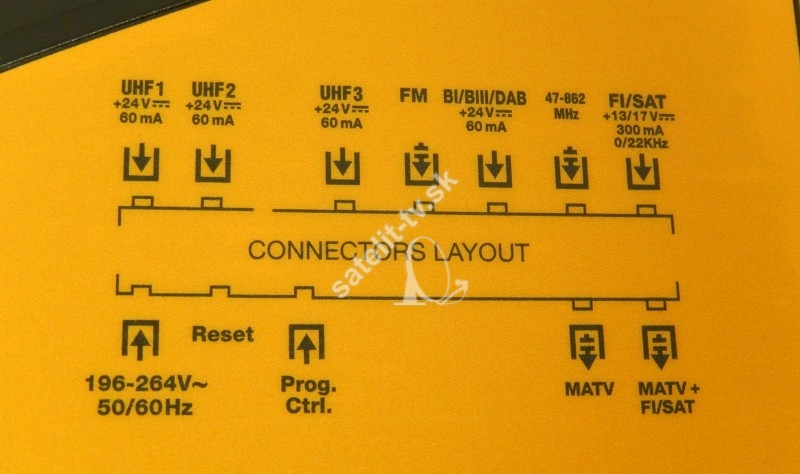 UHF1
+24V⎓
60 mA
UHF2
+24V⎓
60 mA
UHF3
+24V⎓
60 mA
FM
BI/BIII/DAB
+24V⎓
60 mA
47-862
MHz
FI/SAT
+13/17V⎓
300 mA
0/22KHz
CONNECTORS LAYOUT
satelit-tv.sk
196-264V~
50/60Hz
Reset
Prog.
Ctrl.
MATV
MATV +
FI/SAT